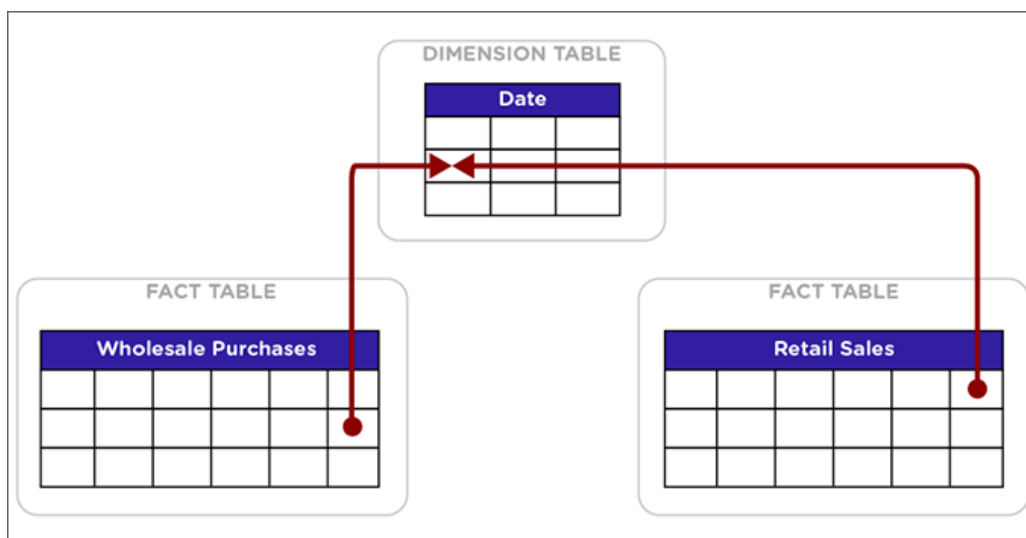 DIMENSION TABLE
Date
FACT TABLE
Wholesale Purchases
FACT TABLE
Retail Sales